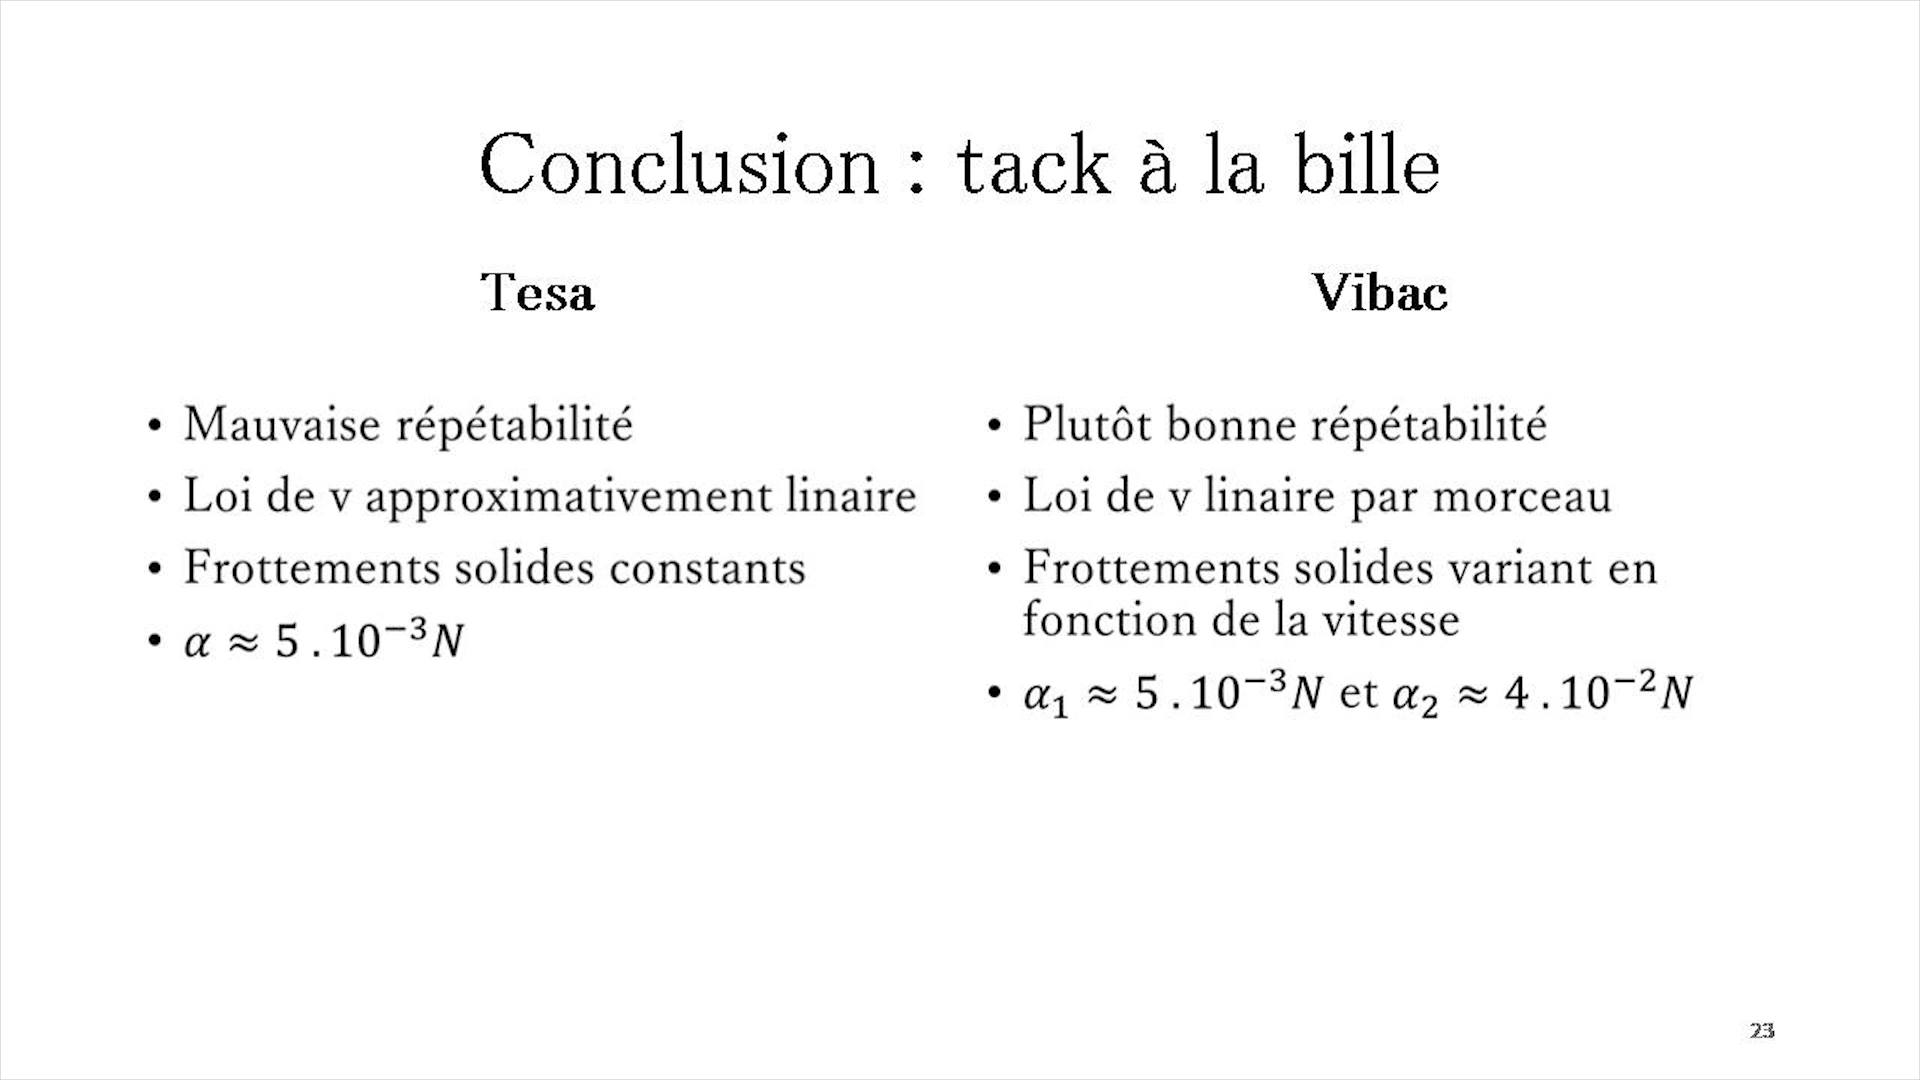 Conclusion : tack à la bille
Tesa
• Mauvaise répétabilité
• Loi de v approximativement linaire
• Frottements solides constants
• α ≈ 5 . 10⁻³N
Vibac
• Plutôt bonne répétabilité
• Loi de v linaire par morceau
• Frottements solides variant en
fonction de la vitesse
• α₁ ≈ 5 . 10⁻³N et α₂ ≈ 4 . 10⁻²N
23